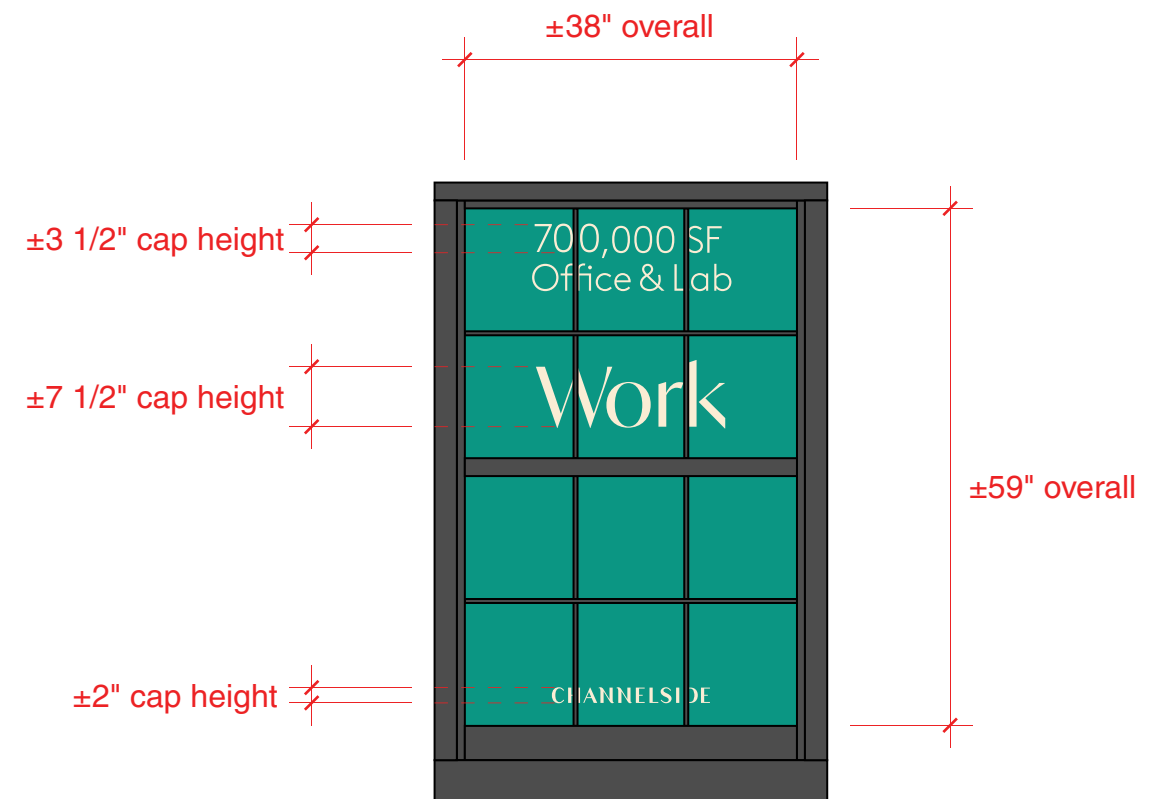 ±38" overall
±3 1/2" cap height
700,000 SF
Office & Lab
±7 1/2" cap height
Work
±59" overall
±2" cap height
CHANNELSIDE